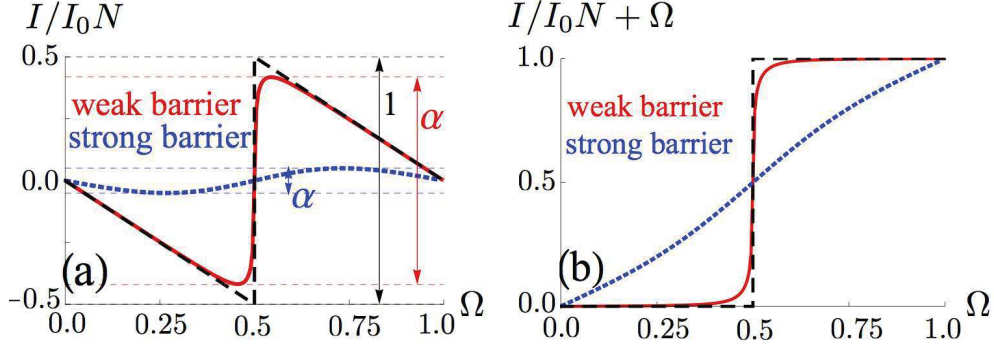 I/I₀N
0.5
weak barrier
strong barrier
1
α
0.0
α
(a)
−0.5
0.0
0.25
0.5
0.75
1.0
Ω
I/I₀N + Ω
1.0
weak barrier
strong barrier
0.5
(b)
0.0
0.0
0.25
0.5
0.75
1.0
Ω